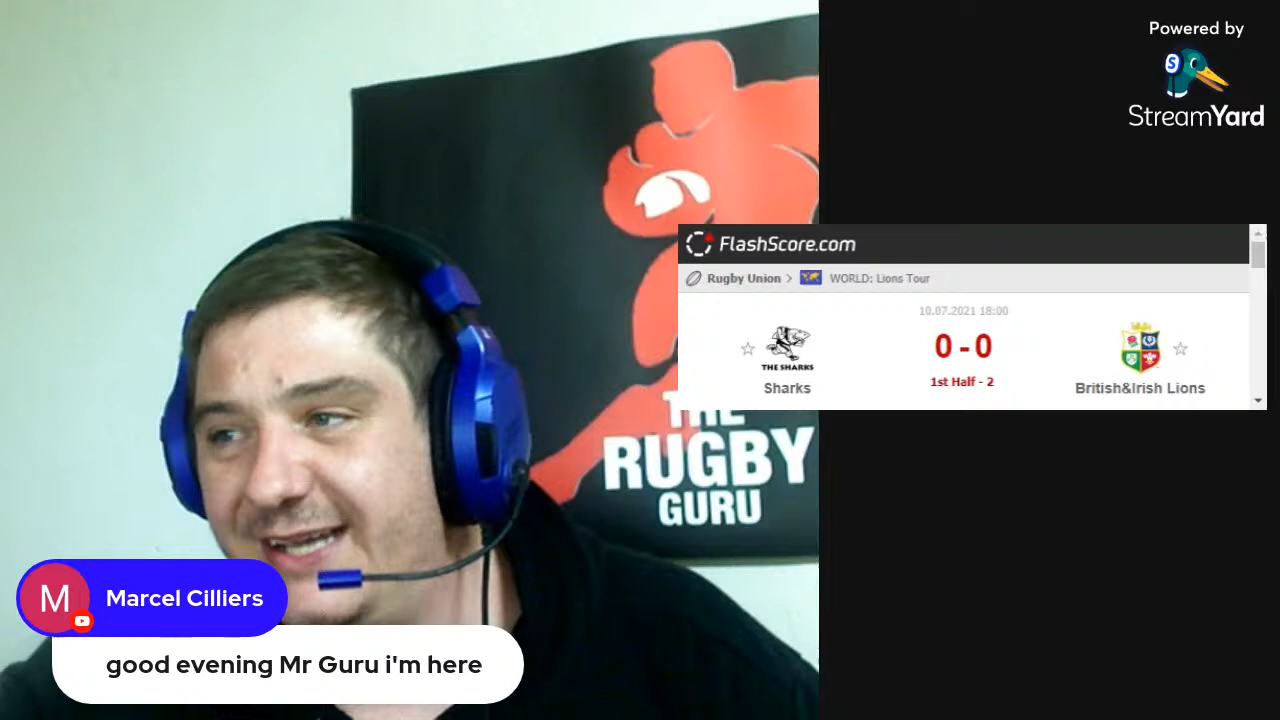 Powered by
StreamYard
FlashScore.com
Rugby Union > WORLD: Lions Tour
10.07.2021 18:00
0 - 0
THE SHARKS
1st Half - 2
Sharks
British&Irish Lions
THE
RUGBY
GURU
M
Marcel Cilliers
good evening Mr Guru i'm here